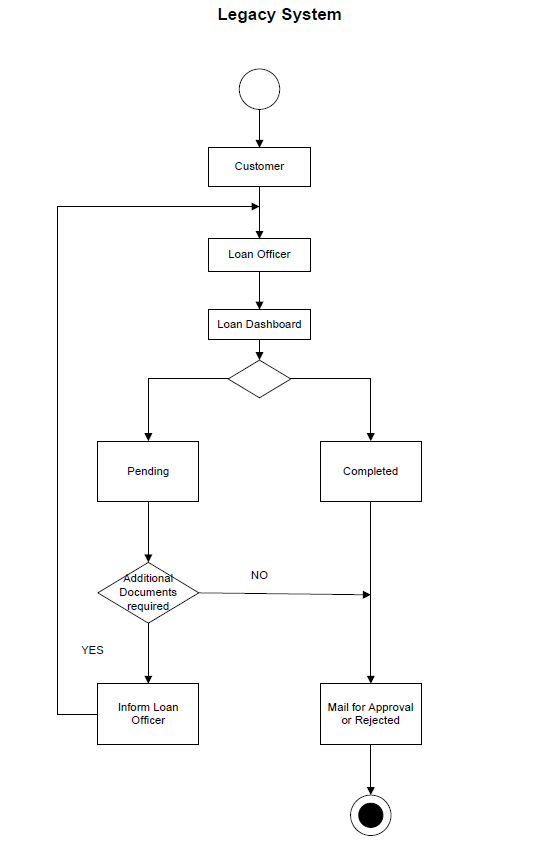 Legacy System
Customer
Loan Officer
Loan Dashboard
Pending
Completed
Additional
Documents
required
NO
YES
Inform Loan
Officer
Mail for Approval
or Rejected